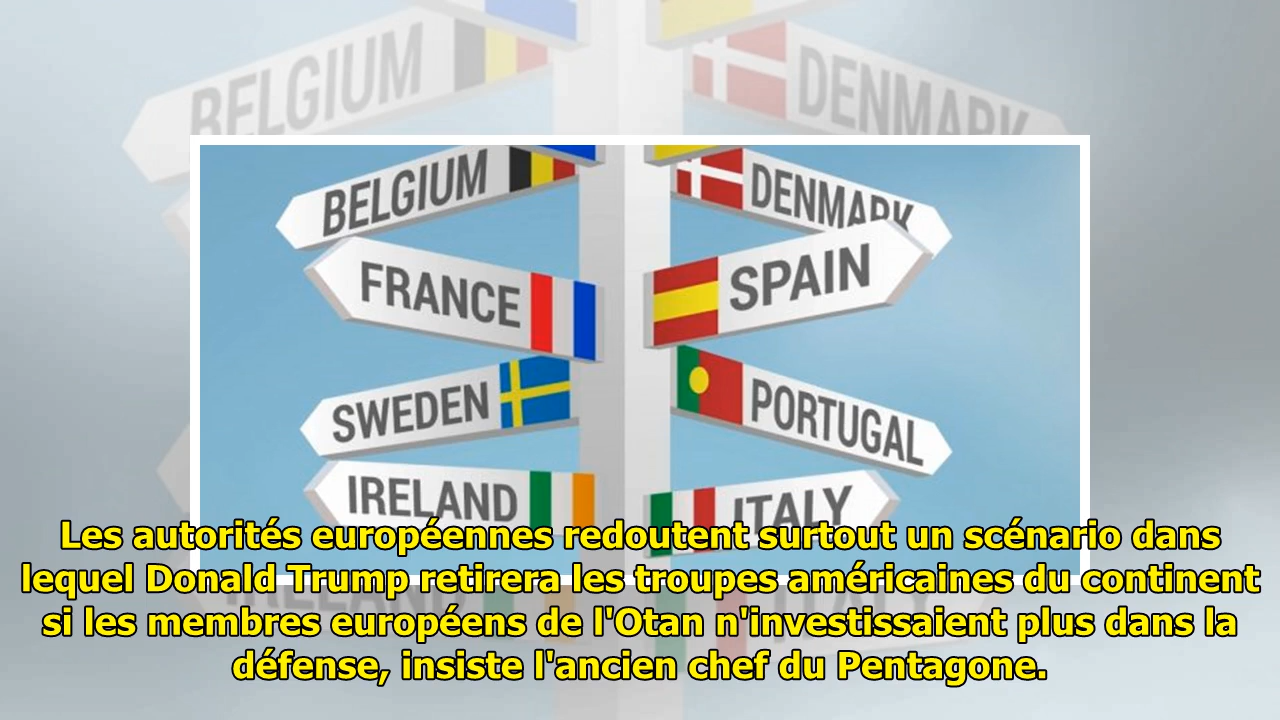 BELGIUM
DENMARK
BELGIUM
DENMARK
FRANCE
SPAIN
SWEDEN
PORTUGAL
IRELAND
ITALY
Les autorités européennes redoutent surtout un scénario dans
lequel Donald Trump retirera les troupes américaines du continent
si les membres européens de l'Otan n'investissaient plus dans la
défense, insiste l'ancien chef du Pentagone.